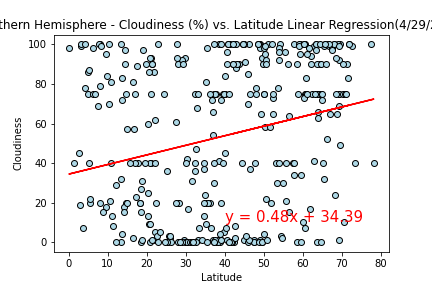 thern Hemisphere - Cloudiness (%) vs. Latitude Linear Regression(4/29/2
100
80
60
40
20
0
Cloudiness
y = 0.48x + 34.39
0 10 20 30 40 50 60 70 80
Latitude